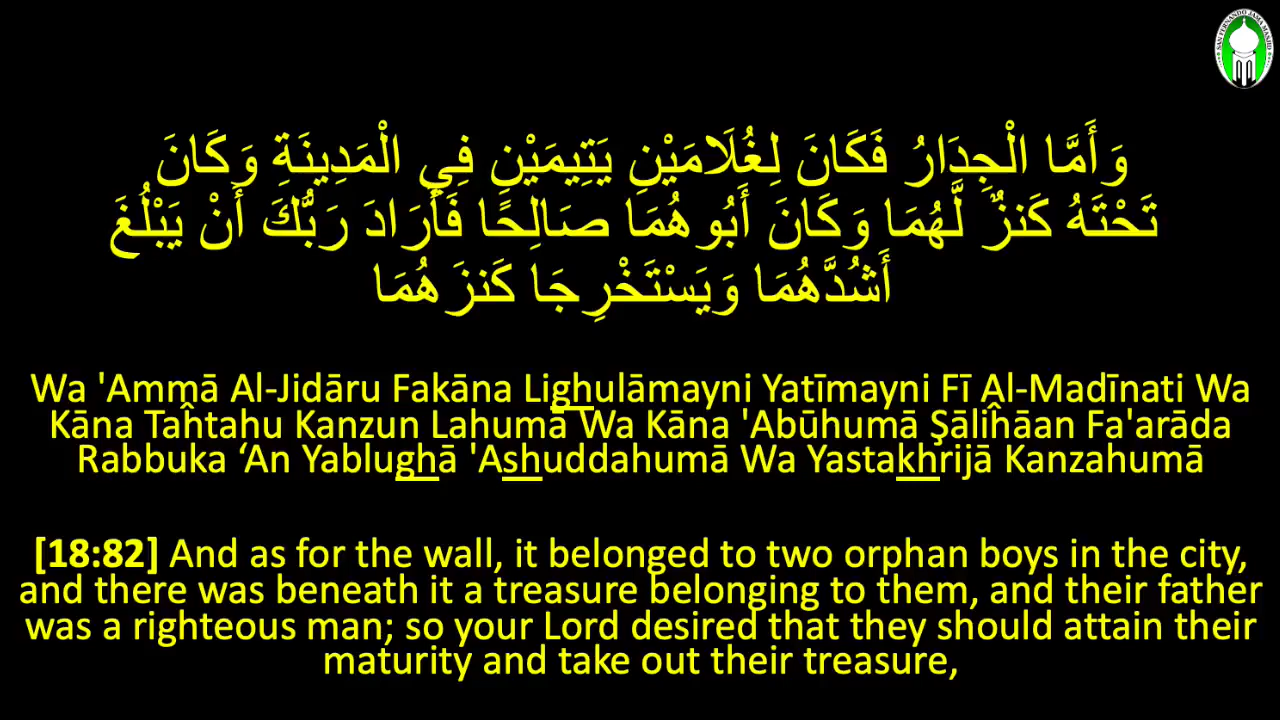 SAN FERNANDO JAMA MASJID
وَأَمَّا الْجِدَارُ فَكَانَ لِغُلَامَيْنِ يَتِيمَيْنِ فِي الْمَدِينَةِ وَكَانَ
تَحْتَهُ كَنزٌ لَّهُمَا وَكَانَ أَبُوهُمَا صَالِحًا فَأَرَادَ رَبُّكَ أَنْ يَبْلُغَ
أَشُدَّهُمَا وَيَسْتَخْرِجَا كَنزَهُمَا
Wa 'Ammā Al-Jidāru Fakāna Lighulāmayni Yatīmayni Fī Al-Madīnati Wa
Kāna Taĥtahu Kanzun Lahumā Wa Kāna 'Abūhumā Şāliĥāan Fa'arāda
Rabbuka ‘An Yablughā 'Ashuddahumā Wa Yastakhrijā Kanzahumā
[18:82] And as for the wall, it belonged to two orphan boys in the city,
and there was beneath it a treasure belonging to them, and their father
was a righteous man; so your Lord desired that they should attain their
maturity and take out their treasure,